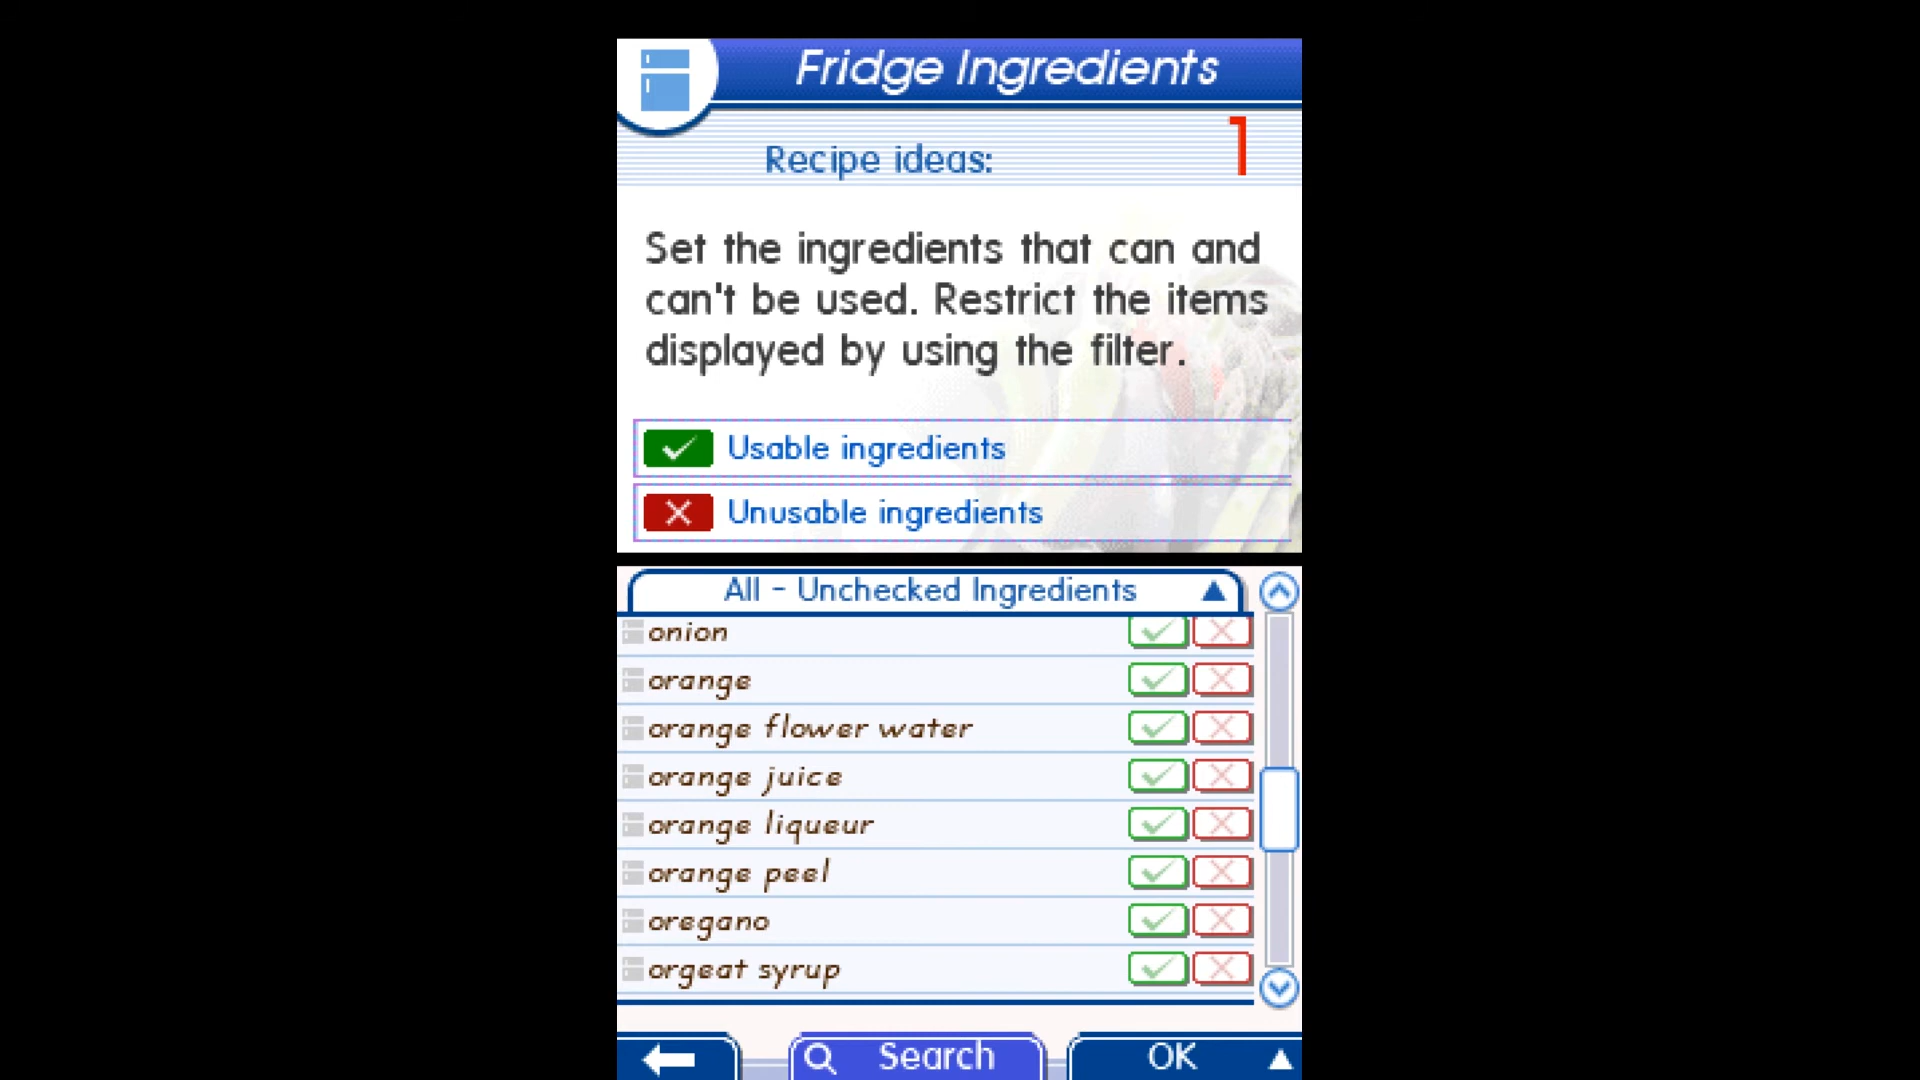 Fridge Ingredients
Recipe ideas:
1
Set the ingredients that can and
can't be used. Restrict the items
displayed by using the filter.
Usable ingredients
Unusable ingredients
All - Unchecked Ingredients
onion
orange
orange flower water
orange juice
orange liqueur
orange peel
oregano
orgeat syrup
Search
OK